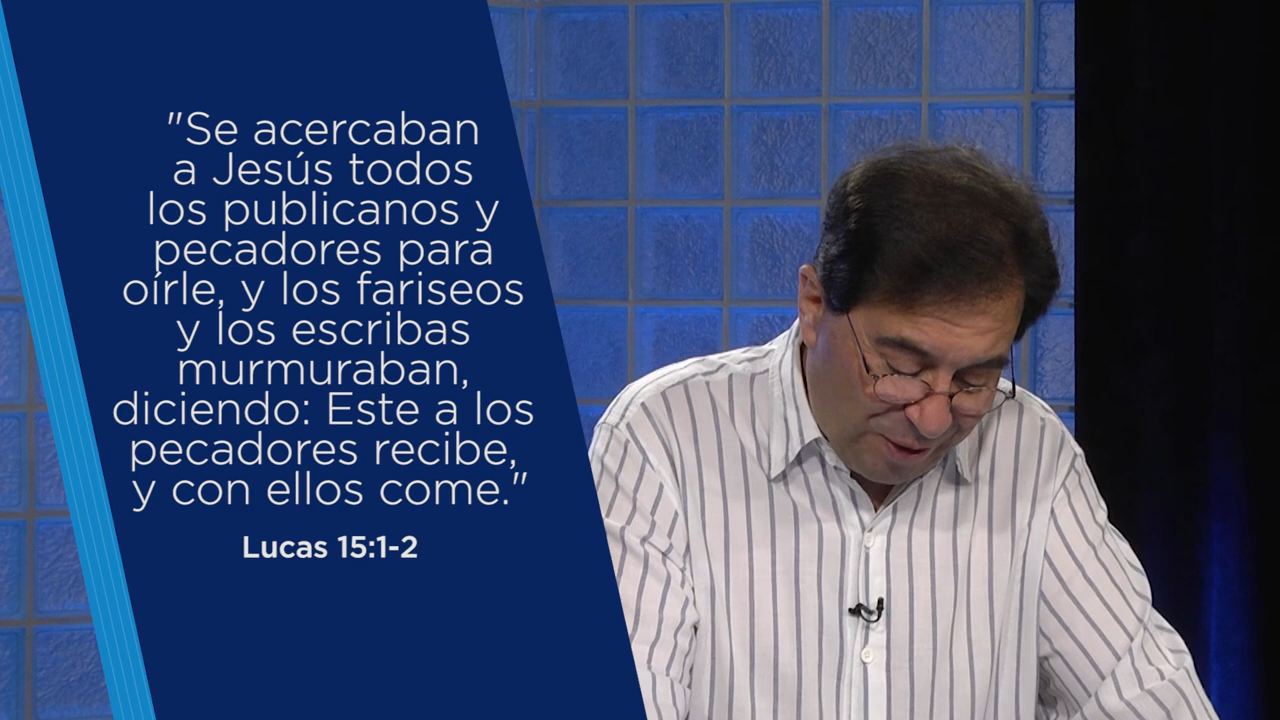 "Se acercaban
a Jesús todos
los publicanos y
pecadores para
oírle, y los fariseos
y los escribas
murmuraban,
diciendo: Este a los
pecadores recibe,
y con ellos come."
Lucas 15:1-2